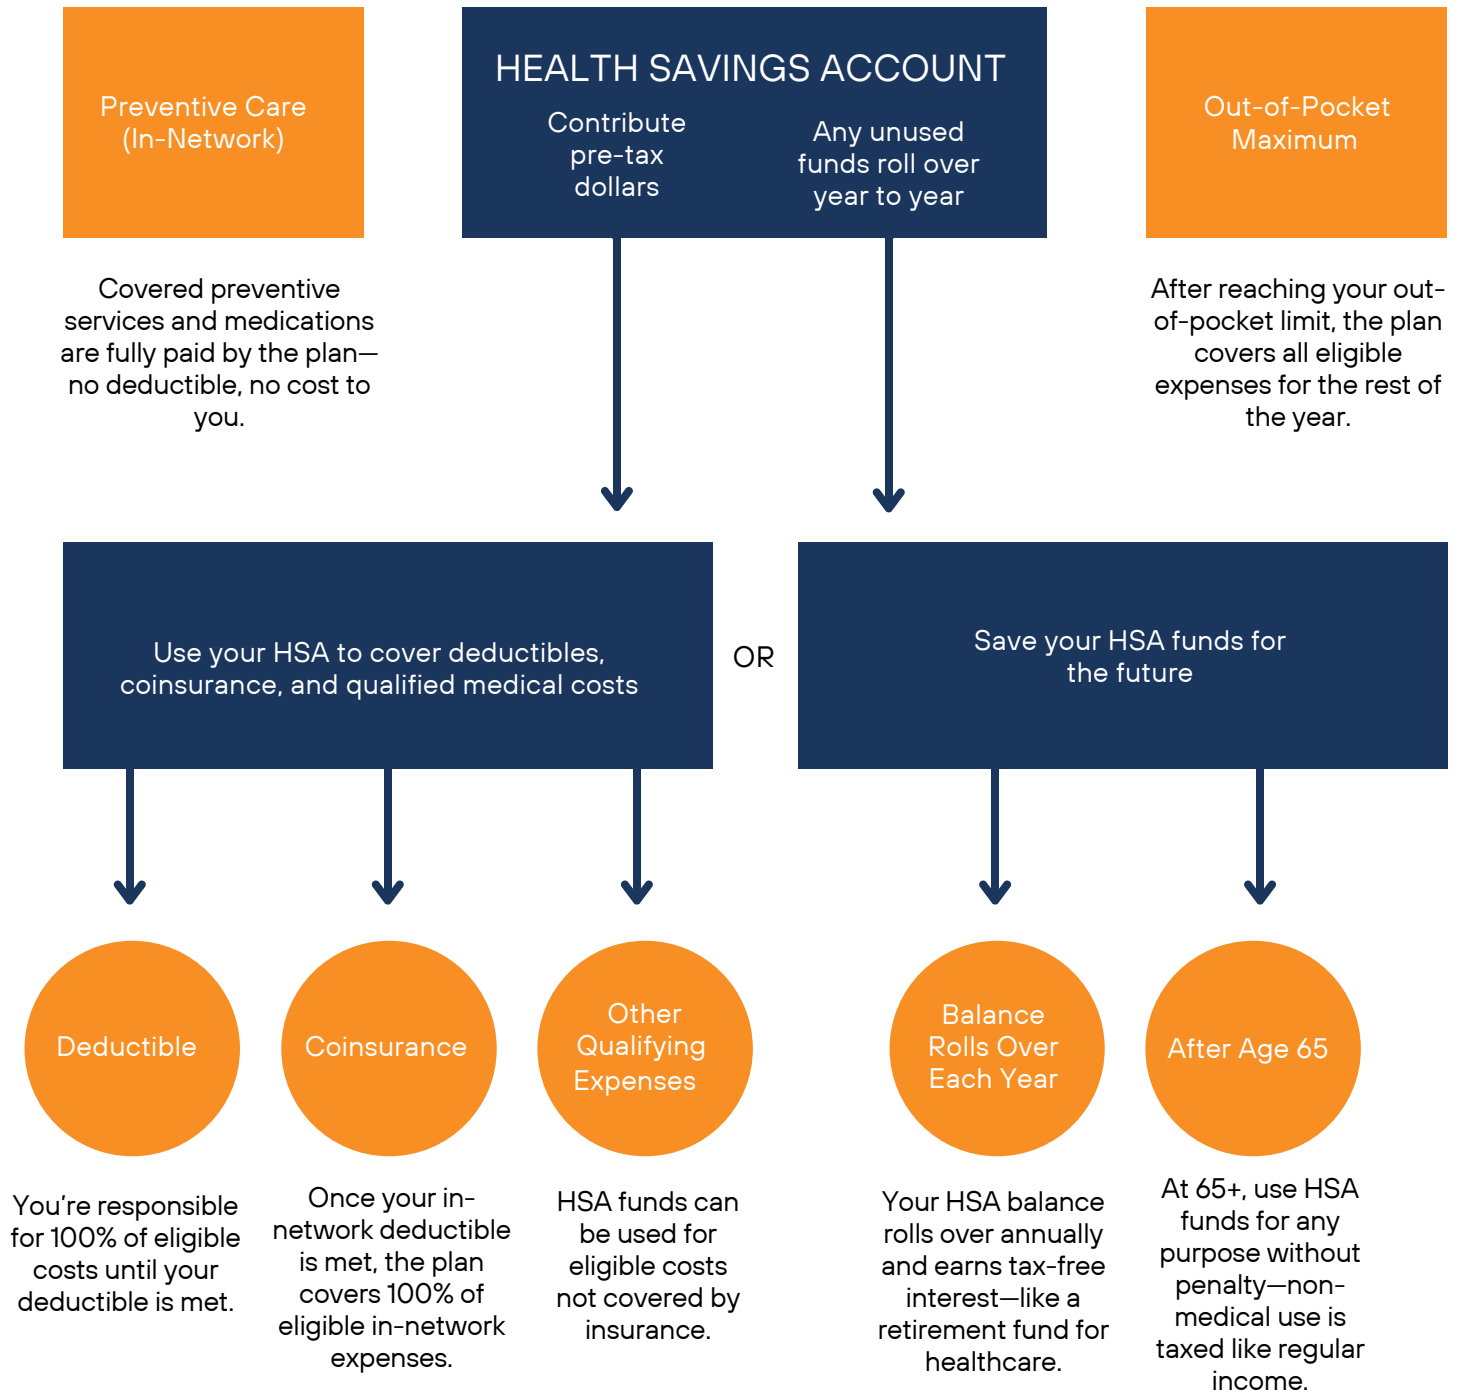 Preventive Care
(In-Network)
HEALTH SAVINGS ACCOUNT
Contribute
pre-tax
dollars
Any unused
funds roll over
year to year
Out-of-Pocket
Maximum
Covered preventive
services and medications
are fully paid by the plan—
no deductible, no cost to
you.
After reaching your out-
of-pocket limit, the plan
covers all eligible
expenses for the rest of
the year.
Use your HSA to cover deductibles,
coinsurance, and qualified medical costs
OR
Save your HSA funds for
the future
Deductible
Coinsurance
Other
Qualifying
Expenses
Balance
Rolls Over
Each Year
After Age 65
You're responsible
for 100% of eligible
costs until your
deductible is met.
Once your in-
network deductible
is met, the plan
covers 100% of
eligible in-network
expenses.
HSA funds can
be used for
eligible costs
not covered by
insurance.
Your HSA balance
rolls over annually
and earns tax-free
interest—like a
retirement fund for
healthcare.
At 65+, use HSA
funds for any
purpose without
penalty—non-
medical use is
taxed like regular
income.